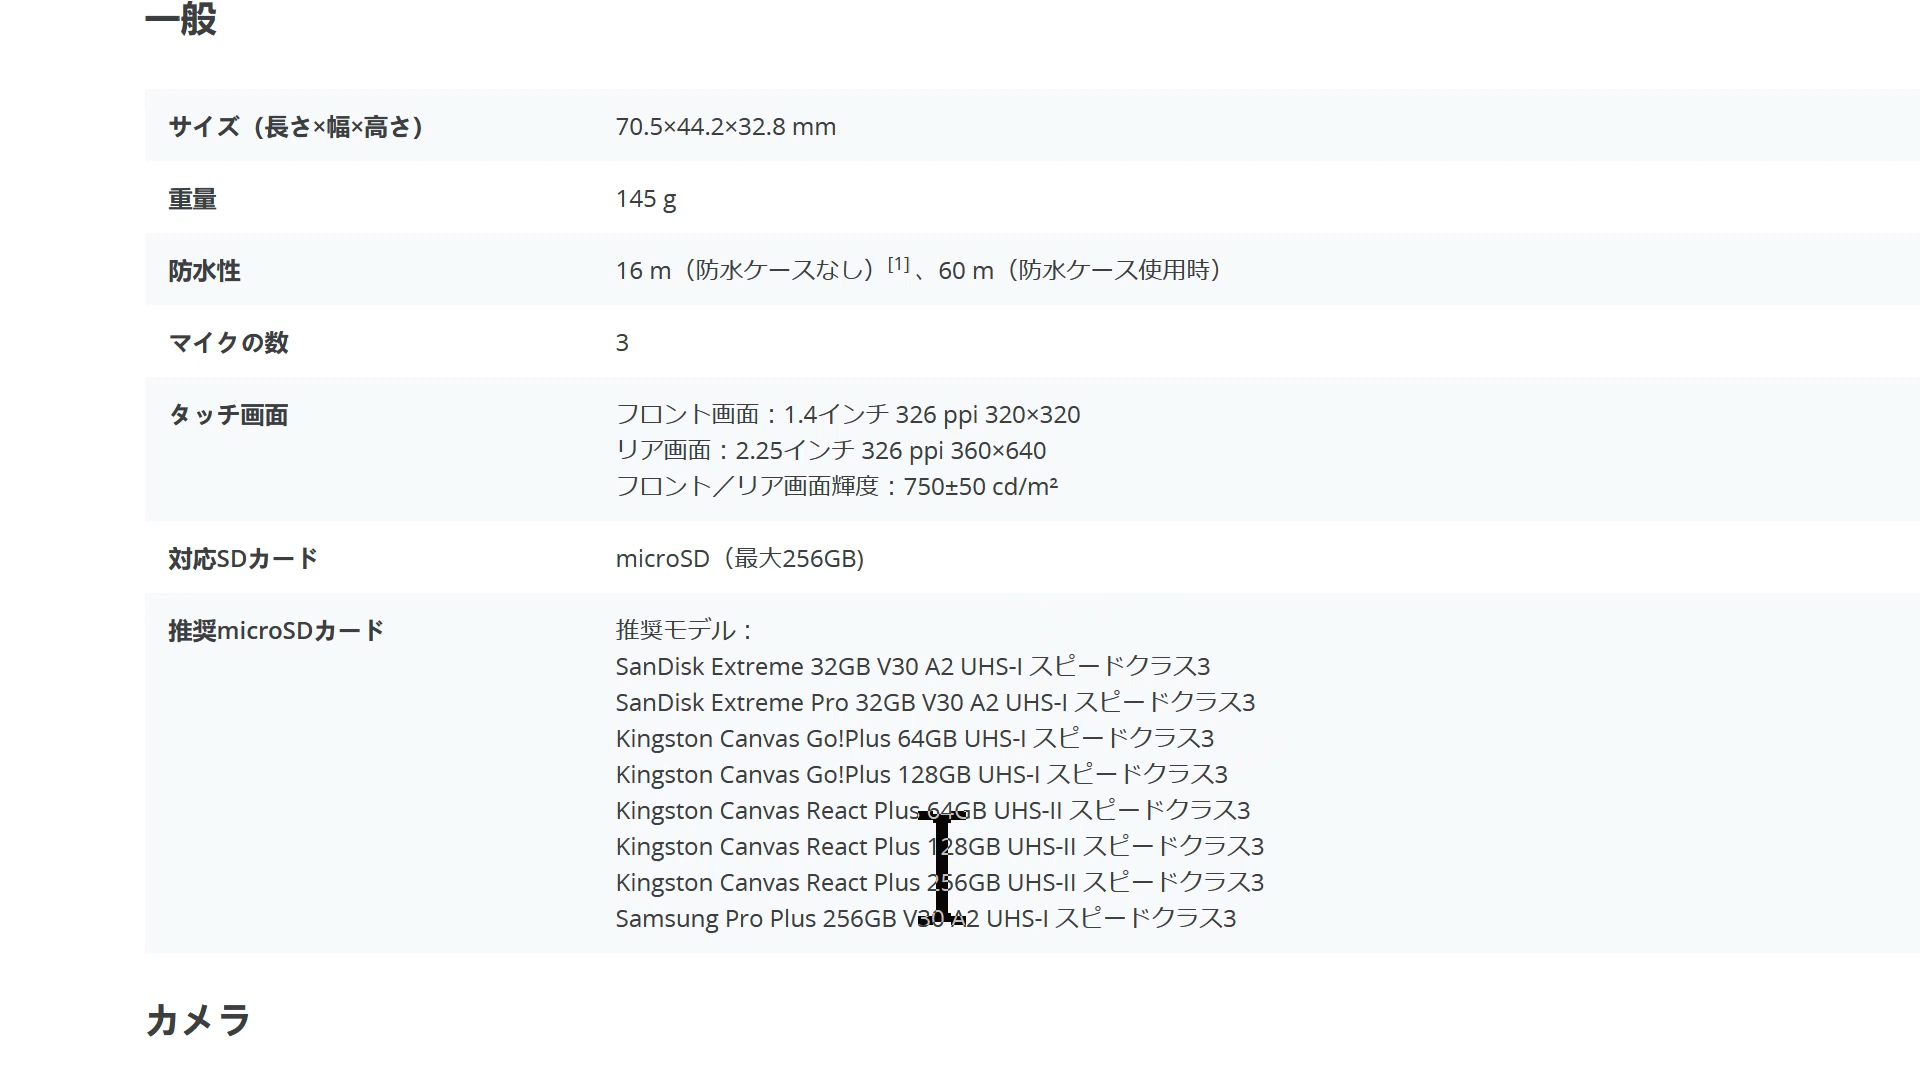 一般
サイズ（長さ×幅×高さ） 70.5×44.2×32.8 mm
重量 145 g
防水性 16 m（防水ケースなし）[1] 、60 m（防水ケース使用時）
マイクの数 3
タッチ画面 フロント画面：1.4インチ 326 ppi 320×320
リア画面：2.25インチ 326 ppi 360×640
フロント／リア画面輝度：750±50 cd/m²
対応SDカード microSD（最大256GB)
推奨microSDカード 推奨モデル：
SanDisk Extreme 32GB V30 A2 UHS-I スピードクラス3
SanDisk Extreme Pro 32GB V30 A2 UHS-I スピードクラス3
Kingston Canvas Go!Plus 64GB UHS-I スピードクラス3
Kingston Canvas Go!Plus 128GB UHS-I スピードクラス3
Kingston Canvas React Plus 64GB UHS-II スピードクラス3
Kingston Canvas React Plus 128GB UHS-II スピードクラス3
Kingston Canvas React Plus 256GB UHS-II スピードクラス3
Samsung Pro Plus 256GB V30 A2 UHS-I スピードクラス3
カメラ